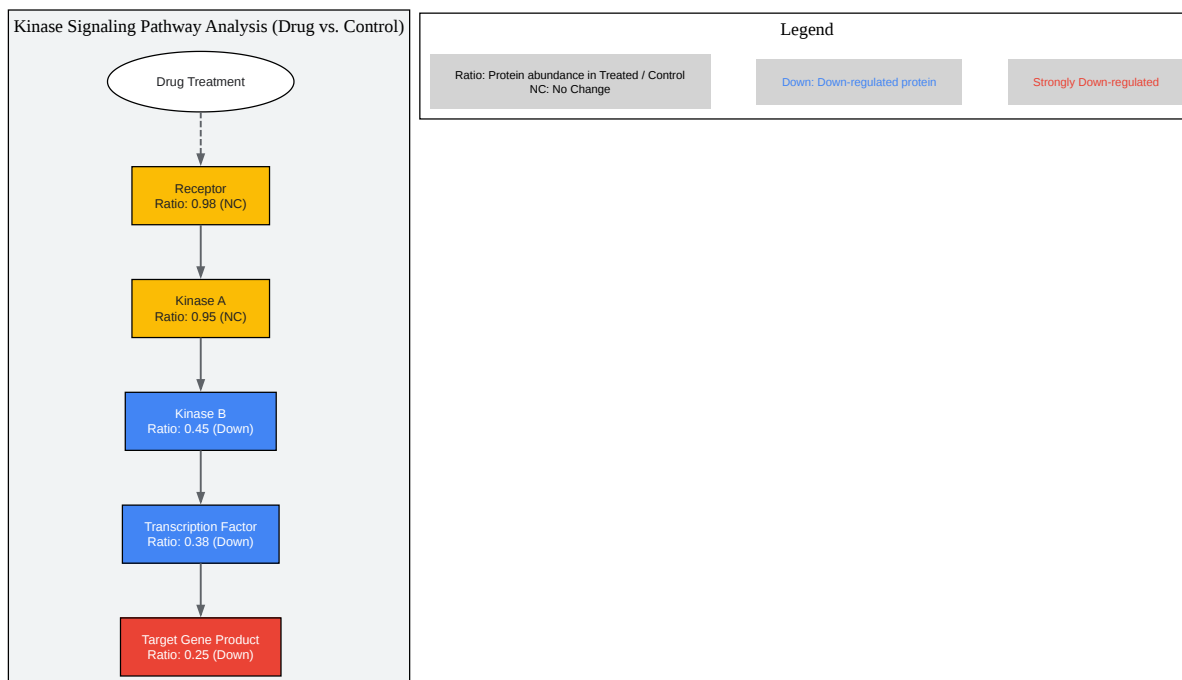 Kinase Signaling Pathway Analysis (Drug vs. Control)
Drug Treatment
Receptor
Ratio: 0.98 (NC)
Kinase A
Ratio: 0.95 (NC)
Kinase B
Ratio: 0.45 (Down)
Transcription Factor
Ratio: 0.38 (Down)
Target Gene Product
Ratio: 0.25 (Down)
Legend
Ratio: Protein abundance in Treated / Control
NC: No Change
Down: Down-regulated protein
Strongly Down-regulated